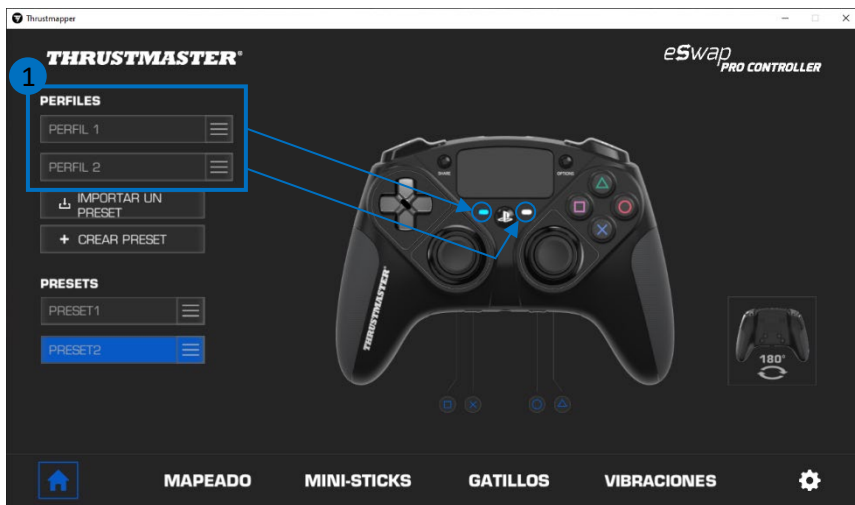 Thrustmapper
THRUSTMASTER®
eSwap
PRO CONTROLLER
1
PERFILES
PERFIL 1
PERFIL 2
IMPORTAR UN
PRESET
+ CREAR PRESET
PRESETS
PRESET1
PRESET2
SHARE
OPTIONS
THRUSTMASTER
180°
MAPEADO
MINI-STICKS
GATILLOS
VIBRACIONES